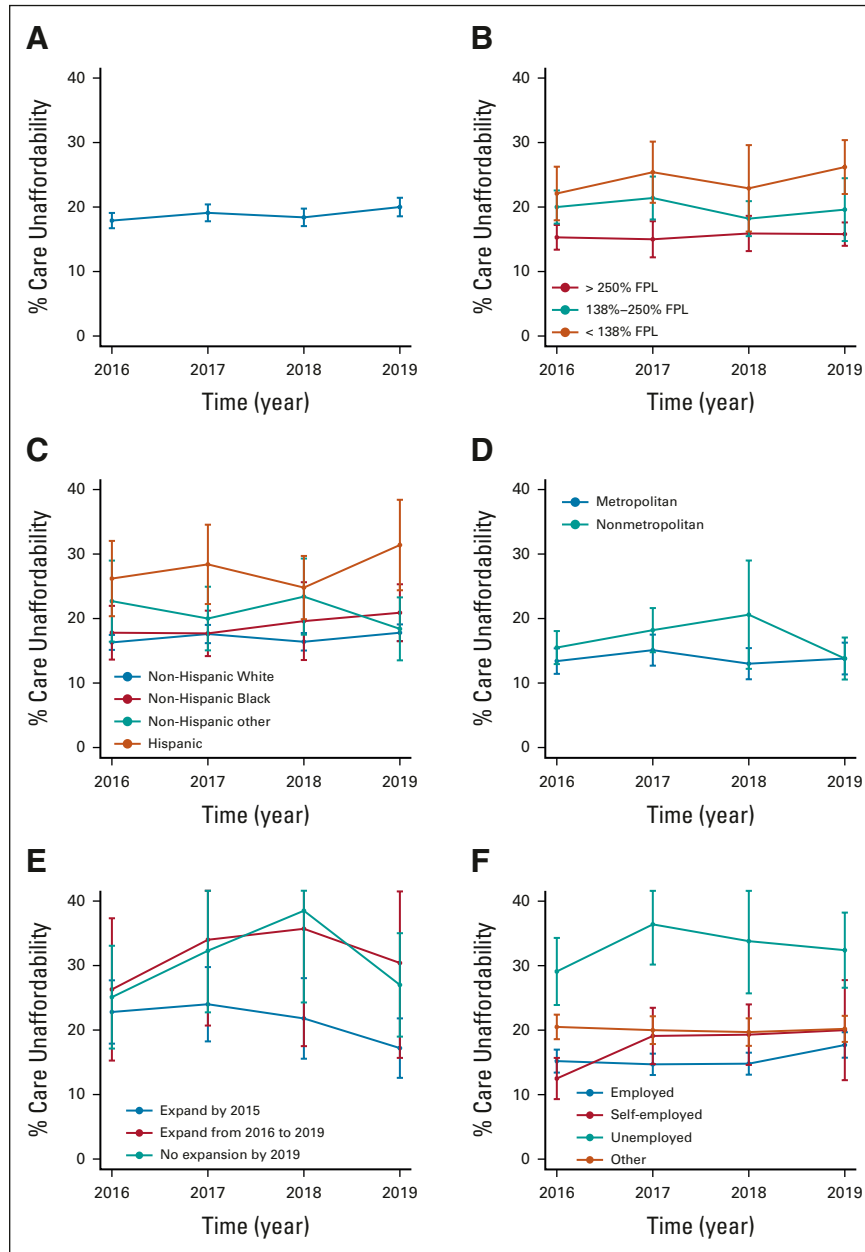 A
% Care Unaffordability
40
30
20
10
0
2016 2017 2018 2019
Time (year)
B
% Care Unaffordability
40
30
20
10
0
> 250% FPL
138%–250% FPL
< 138% FPL
2016 2017 2018 2019
Time (year)
C
% Care Unaffordability
40
30
20
10
0
Non-Hispanic White
Non-Hispanic Black
Non-Hispanic other
Hispanic
2016 2017 2018 2019
Time (year)
D
% Care Unaffordability
40
30
20
10
0
Metropolitan
Nonmetropolitan
2016 2017 2018 2019
Time (year)
E
% Care Unaffordability
40
30
20
10
0
Expand by 2015
Expand from 2016 to 2019
No expansion by 2019
2016 2017 2018 2019
Time (year)
F
% Care Unaffordability
40
30
20
10
0
Employed
Self-employed
Unemployed
Other
2016 2017 2018 2019
Time (year)